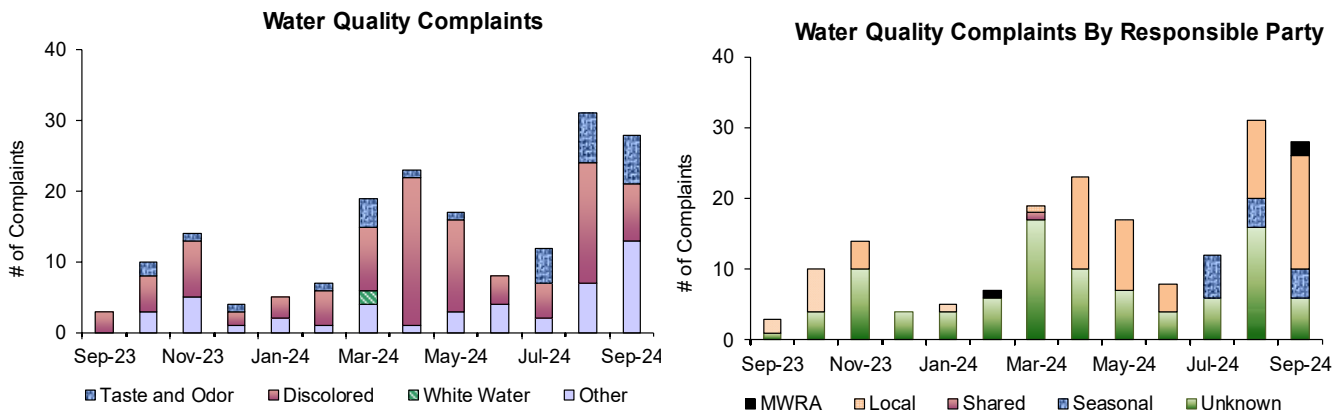 Water Quality Complaints
# of Complaints
40
30
20
10
0
Sep-23 Nov-23 Jan-24 Mar-24 May-24 Jul-24 Sep-24
Taste and Odor Discolored White Water Other
Water Quality Complaints By Responsible Party
# of Complaints
40
30
20
10
0
Sep-23 Nov-23 Jan-24 Mar-24 May-24 Jul-24 Sep-24
MWRA Local Shared Seasonal Unknown